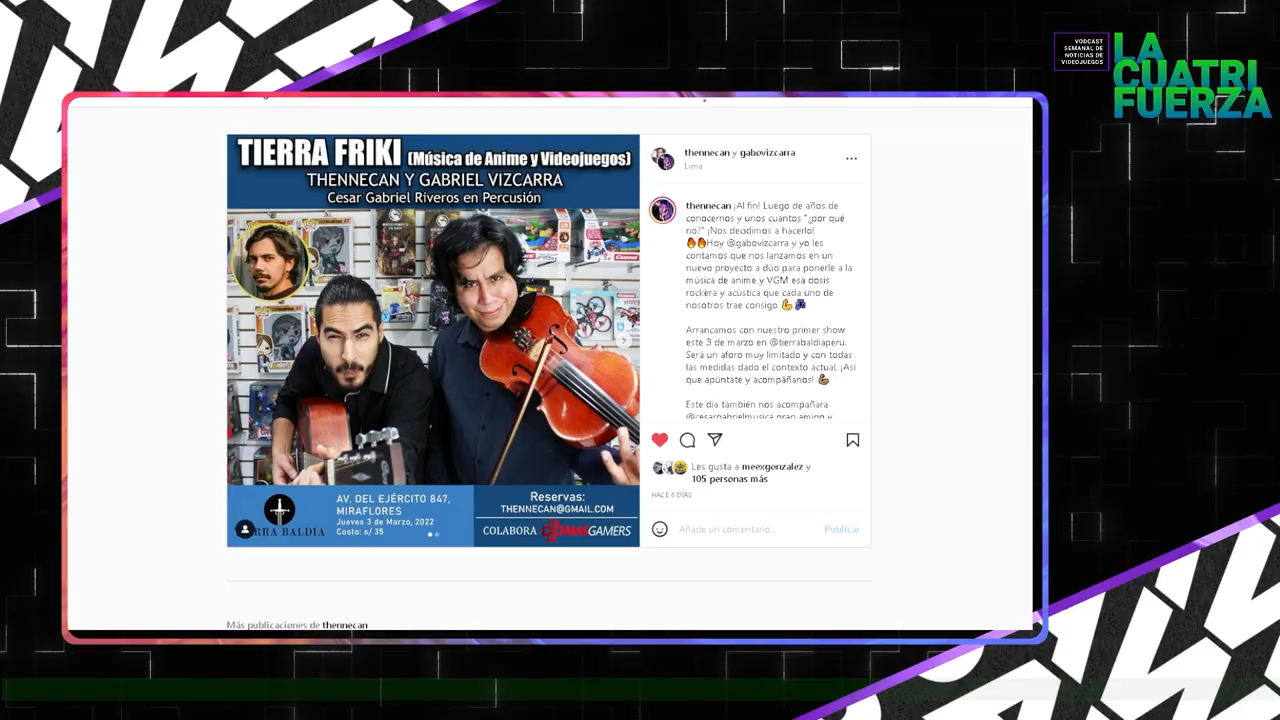 VODCAST
SEMANAL DE
NOTICIAS DE
VIDEOJUEGOS
LA
CUATRI
FUERZA
TIERRA FRIKI (Música de Anime y Videojuegos)
THENNECAN Y GABRIEL VIZCARRA
Cesar Gabriel Riveros en Percusión
AV. DEL EJÉRCITO 847,
MIRAFLORES
Jueves 3 de Marzo, 2022
Costo: s/ 35
RRA BALDIA
Reservas:
THENNECAN@GMAIL.COM
COLABORA MASGAMERS
thennecan y gabovizcarra
Lima
thennecan ¡Al fin! Luego de años de
conocernos y unos cuantos "¿por qué
no?" ¡Nos decidimos a hacerlo!
🔥🔥Hoy @gabovizcarra y yo les
contamos que nos lanzamos en un
nuevo proyecto a dúo para ponerle a la
música de anime y VGM esa dosis
rockera y acústica que cada uno de
nosotros trae consigo 💪🎻
Arrancamos con nuestro primer show
este 3 de marzo en @tierrabaldiaperu.
Será un aforo muy limitado y con todas
las medidas dado el contexto actual. ¡Así
que apúntate y acompáñanos! 💪🏽
Este día también nos acompañara
@cesargabrielmusica gran amigo y
Les gusta a meexgonzalez y
105 personas más
HACE 6 DÍAS
Añade un comentario...
Publicar
Más publicaciones de thennecan